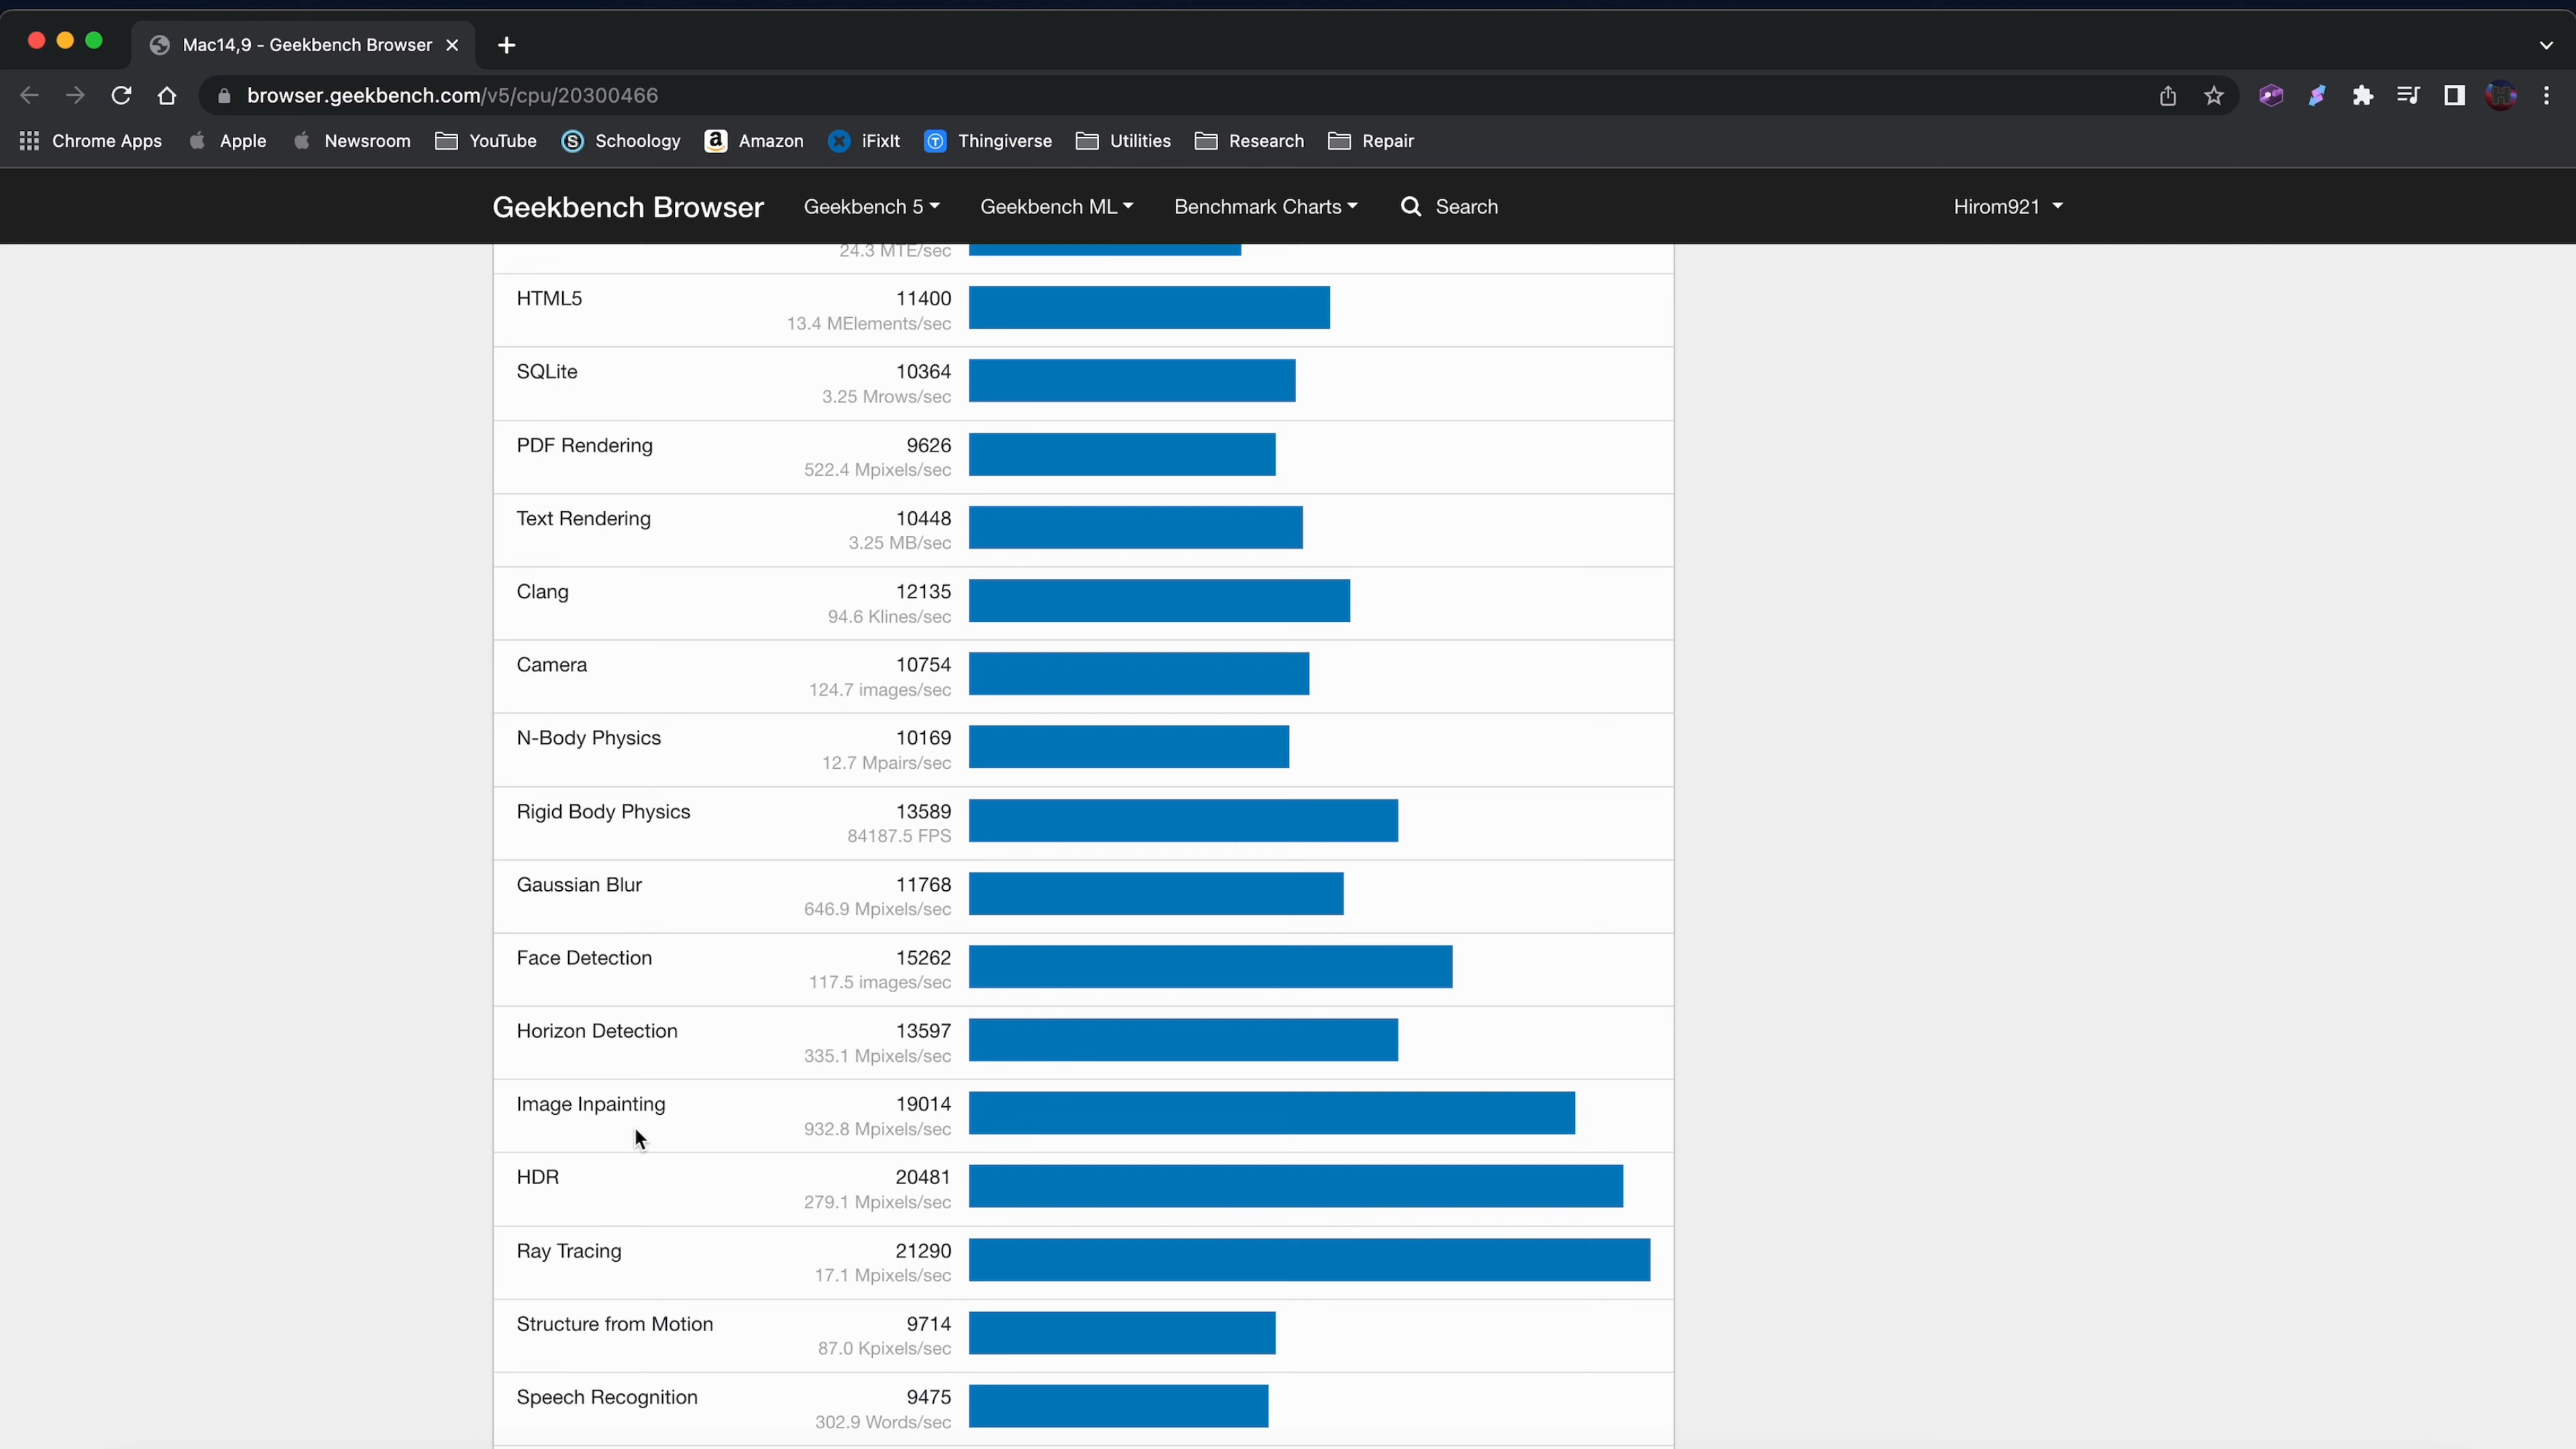 Mac14,9 - Geekbench Browser
browser.geekbench.com/v5/cpu/20300466
Chrome Apps Apple Newsroom YouTube Schoology Amazon iFixIt Thingiverse Utilities Research Repair
Geekbench Browser Geekbench 5 Geekbench ML Benchmark Charts Search Hirom921
24.3 MTE/sec
HTML5 11400
13.4 MElements/sec
SQLite 10364
3.25 Mrows/sec
PDF Rendering 9626
522.4 Mpixels/sec
Text Rendering 10448
3.25 MB/sec
Clang 12135
94.6 Klines/sec
Camera 10754
124.7 images/sec
N-Body Physics 10169
12.7 Mpairs/sec
Rigid Body Physics 13589
84187.5 FPS
Gaussian Blur 11768
646.9 Mpixels/sec
Face Detection 15262
117.5 images/sec
Horizon Detection 13597
335.1 Mpixels/sec
Image Inpainting 19014
932.8 Mpixels/sec
HDR 20481
279.1 Mpixels/sec
Ray Tracing 21290
17.1 Mpixels/sec
Structure from Motion 9714
87.0 Kpixels/sec
Speech Recognition 9475
302.9 Words/sec